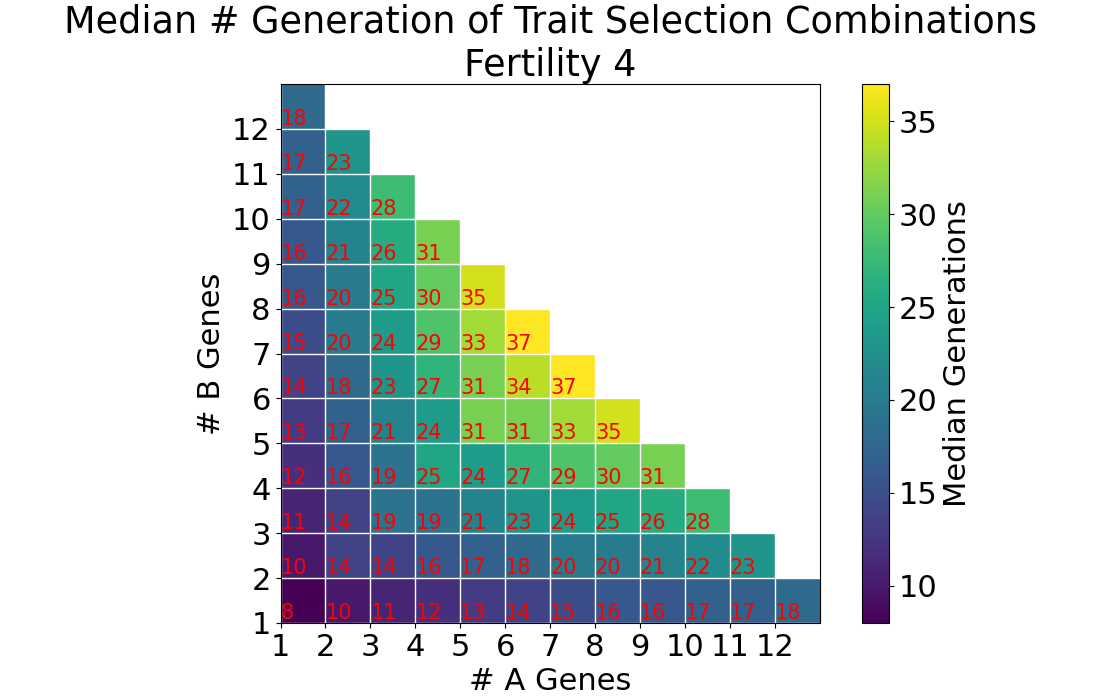 Median # Generation of Trait Selection Combinations
Fertility 4
18
12
17 23
11
17 22 28
10
16 21 26 31
9
16 20 25 30 35
8
15 20 24 29 33 37
7
14 18 23 27 31 34 37
6
13 17 21 24 31 31 33 35
5
12 16 19 25 24 27 29 30 31
4
11 14 19 19 21 23 24 25 26 28
3
10 14 14 16 17 18 20 20 21 22 23
2
8 10 11 12 13 14 15 16 16 17 17 18
1
1 2 3 4 5 6 7 8 9 10 11 12
# A Genes
# B Genes
35
30
25
20
15
10
Median Generations